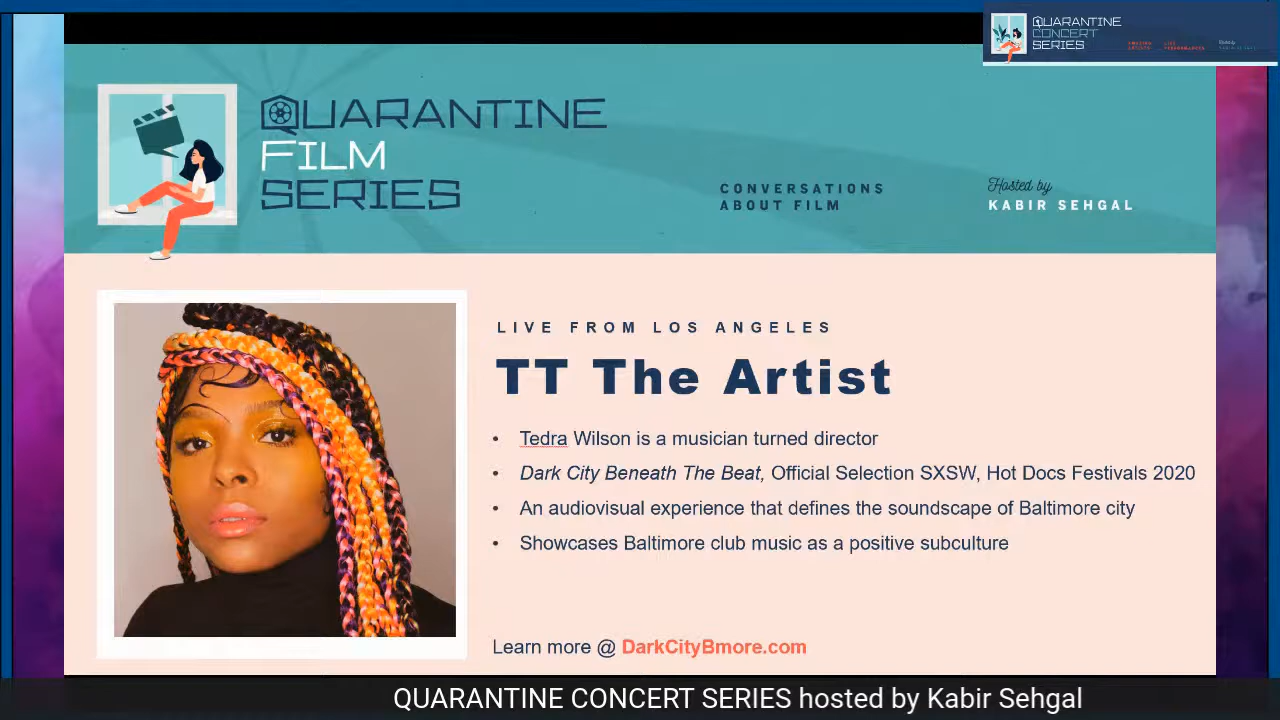 QUARANTINE
CONCERT
SERIES
QUARANTINE
FILM
SERIES
CONVERSATIONS
ABOUT FILM
Hosted by
KABIR SEHGAL
LIVE FROM LOS ANGELES
TT The Artist
• Tedra Wilson is a musician turned director
• Dark City Beneath The Beat, Official Selection SXSW, Hot Docs Festivals 2020
• An audiovisual experience that defines the soundscape of Baltimore city
• Showcases Baltimore club music as a positive subculture
Learn more @ DarkCityBmore.com
QUARANTINE CONCERT SERIES hosted by Kabir Sehgal